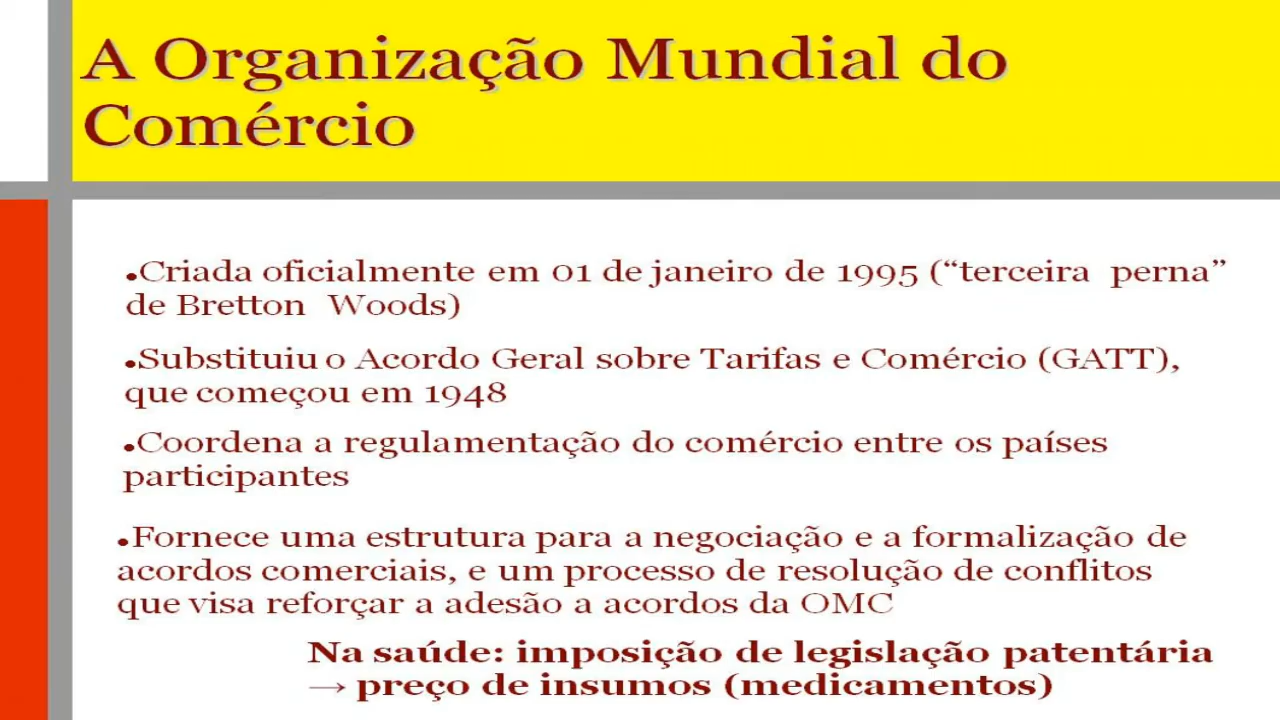 A Organização Mundial do
Comércio
•Criada oficialmente em 01 de janeiro de 1995 (“terceira perna”
de Bretton Woods)
•Substituiu o Acordo Geral sobre Tarifas e Comércio (GATT),
que começou em 1948
•Coordena a regulamentação do comércio entre os países
participantes
•Fornece uma estrutura para a negociação e a formalização de
acordos comerciais, e um processo de resolução de conflitos
que visa reforçar a adesão a acordos da OMC
Na saúde: imposição de legislação patentária
→ preço de insumos (medicamentos)